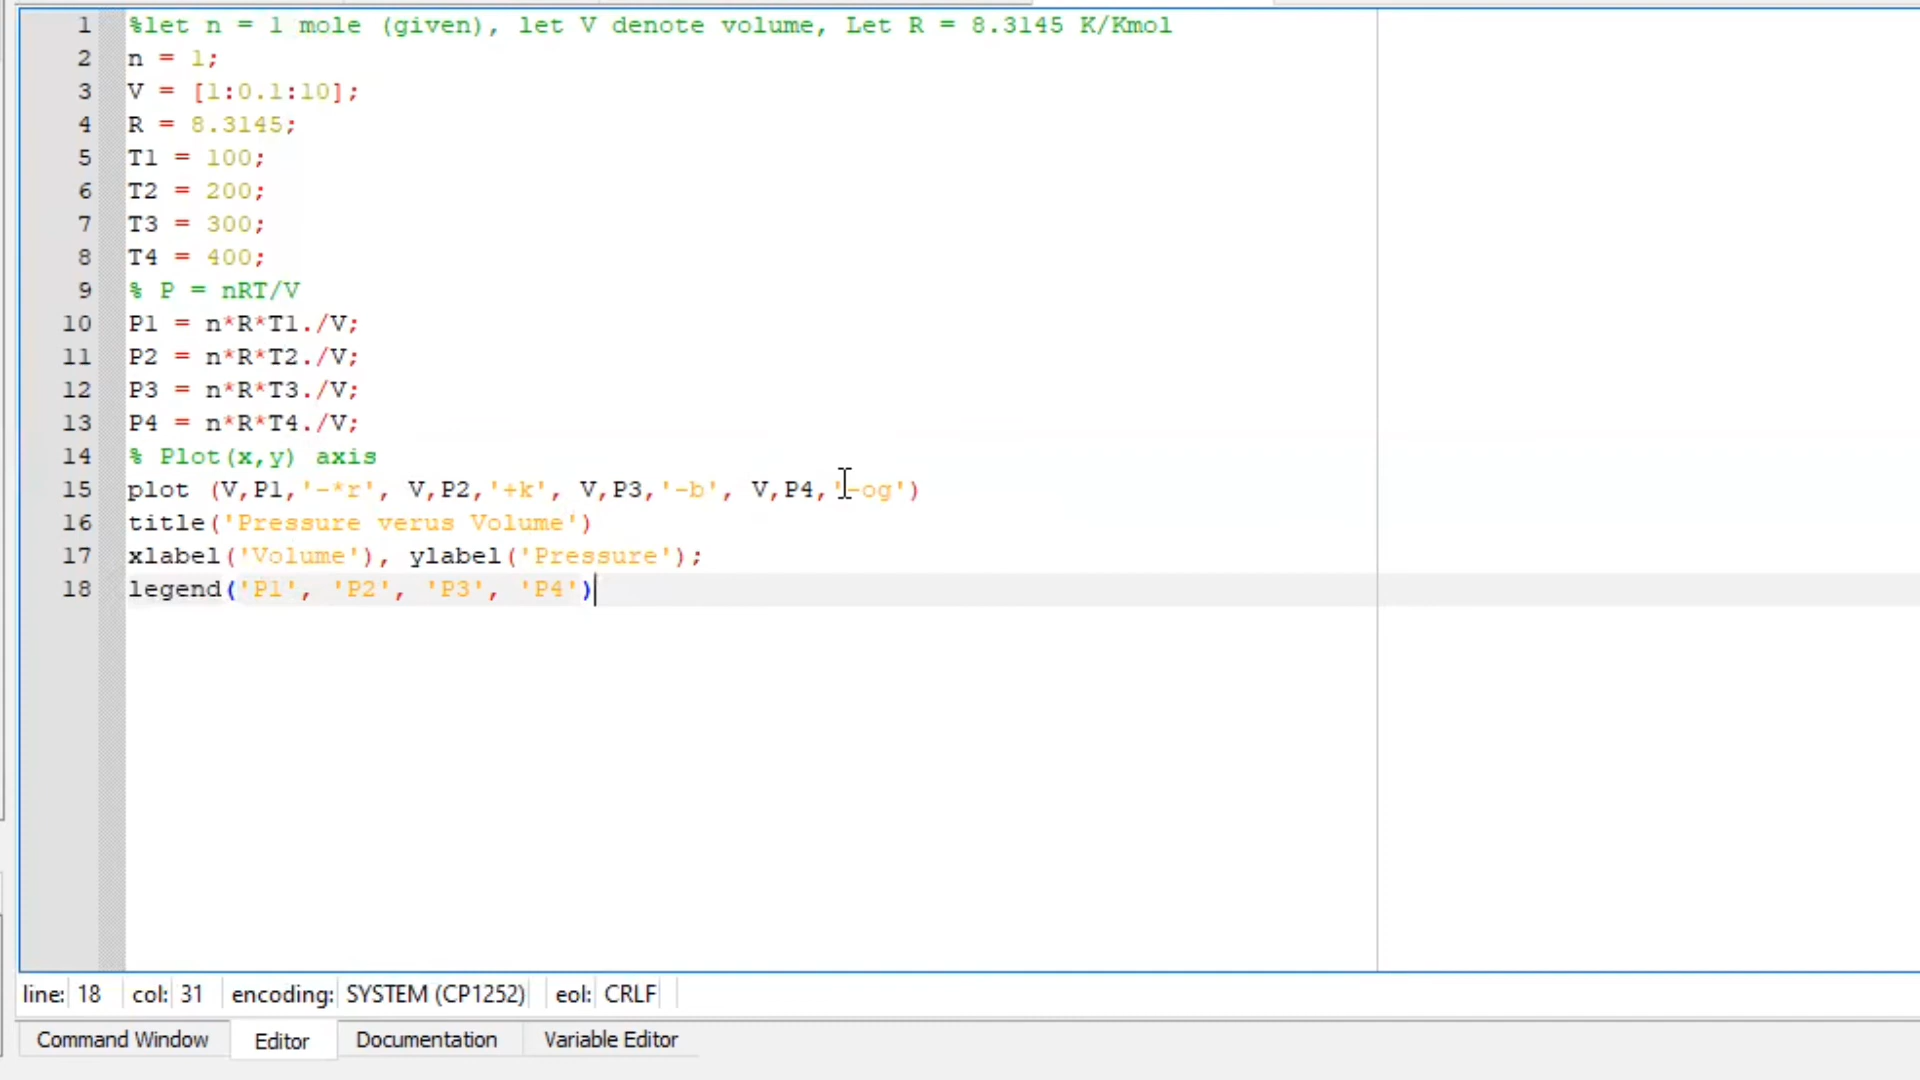 1 %let n = 1 mole (given), let V denote volume, Let R = 8.3145 K/Kmol
2 n = 1;
3 V = [1:0.1:10];
4 R = 8.3145;
5 T1 = 100;
6 T2 = 200;
7 T3 = 300;
8 T4 = 400;
9 % P = nRT/V
10 P1 = n*R*T1./V;
11 P2 = n*R*T2./V;
12 P3 = n*R*T3./V;
13 P4 = n*R*T4./V;
14 % Plot(x,y) axis
15 plot (V,P1,'-*r', V,P2,'+k', V,P3,'-b', V,P4,'-og')
16 title('Pressure verus Volume')
17 xlabel('Volume'), ylabel('Pressure');
18 legend('P1', 'P2', 'P3', 'P4')
line: 18 col: 31 encoding: SYSTEM (CP1252) eol: CRLF
Command Window Editor Documentation Variable Editor